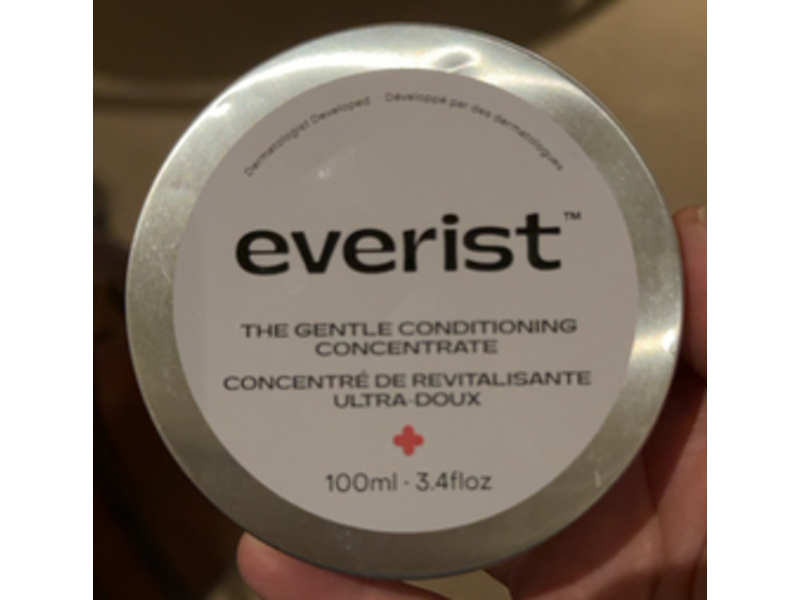 Dermatologist Developed · Développé par des dermatologues
everist™
THE GENTLE CONDITIONING
CONCENTRATE
CONCENTRÉ DE REVITALISANTE
ULTRA-DOUX
100ml · 3.4floz